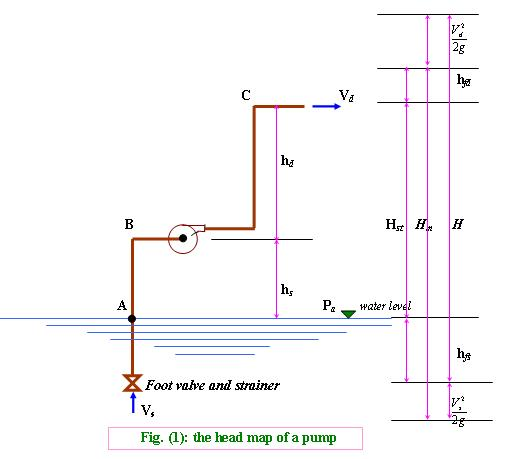 V_d^2
2g
C
V_d
h_fd
h_d
B
H_st
H_m
H
h_s
A
P_a
water level
h_fs
Foot valve and strainer
V_s
V_s^2
2g
Fig. (1): the head map of a pump